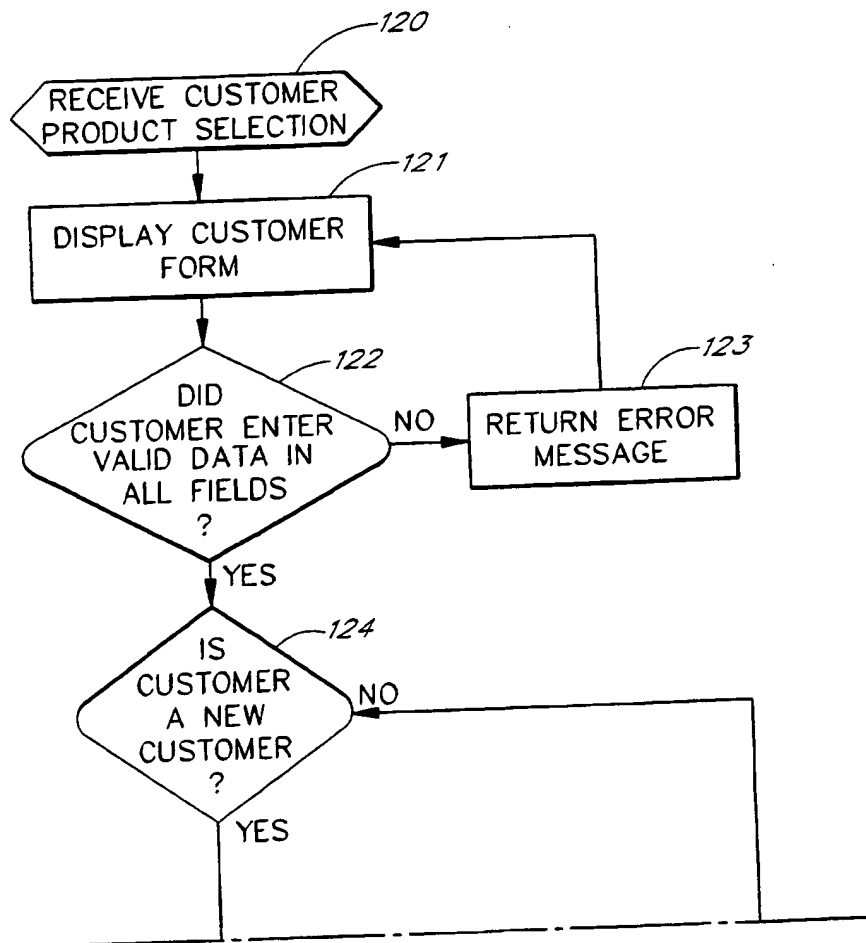 120
RECEIVE CUSTOMER
PRODUCT SELECTION
121
DISPLAY CUSTOMER
FORM
122
DID
CUSTOMER ENTER
VALID DATA IN
ALL FIELDS
?
NO
123
RETURN ERROR
MESSAGE
YES
124
IS
CUSTOMER
A NEW
CUSTOMER
?
NO
YES